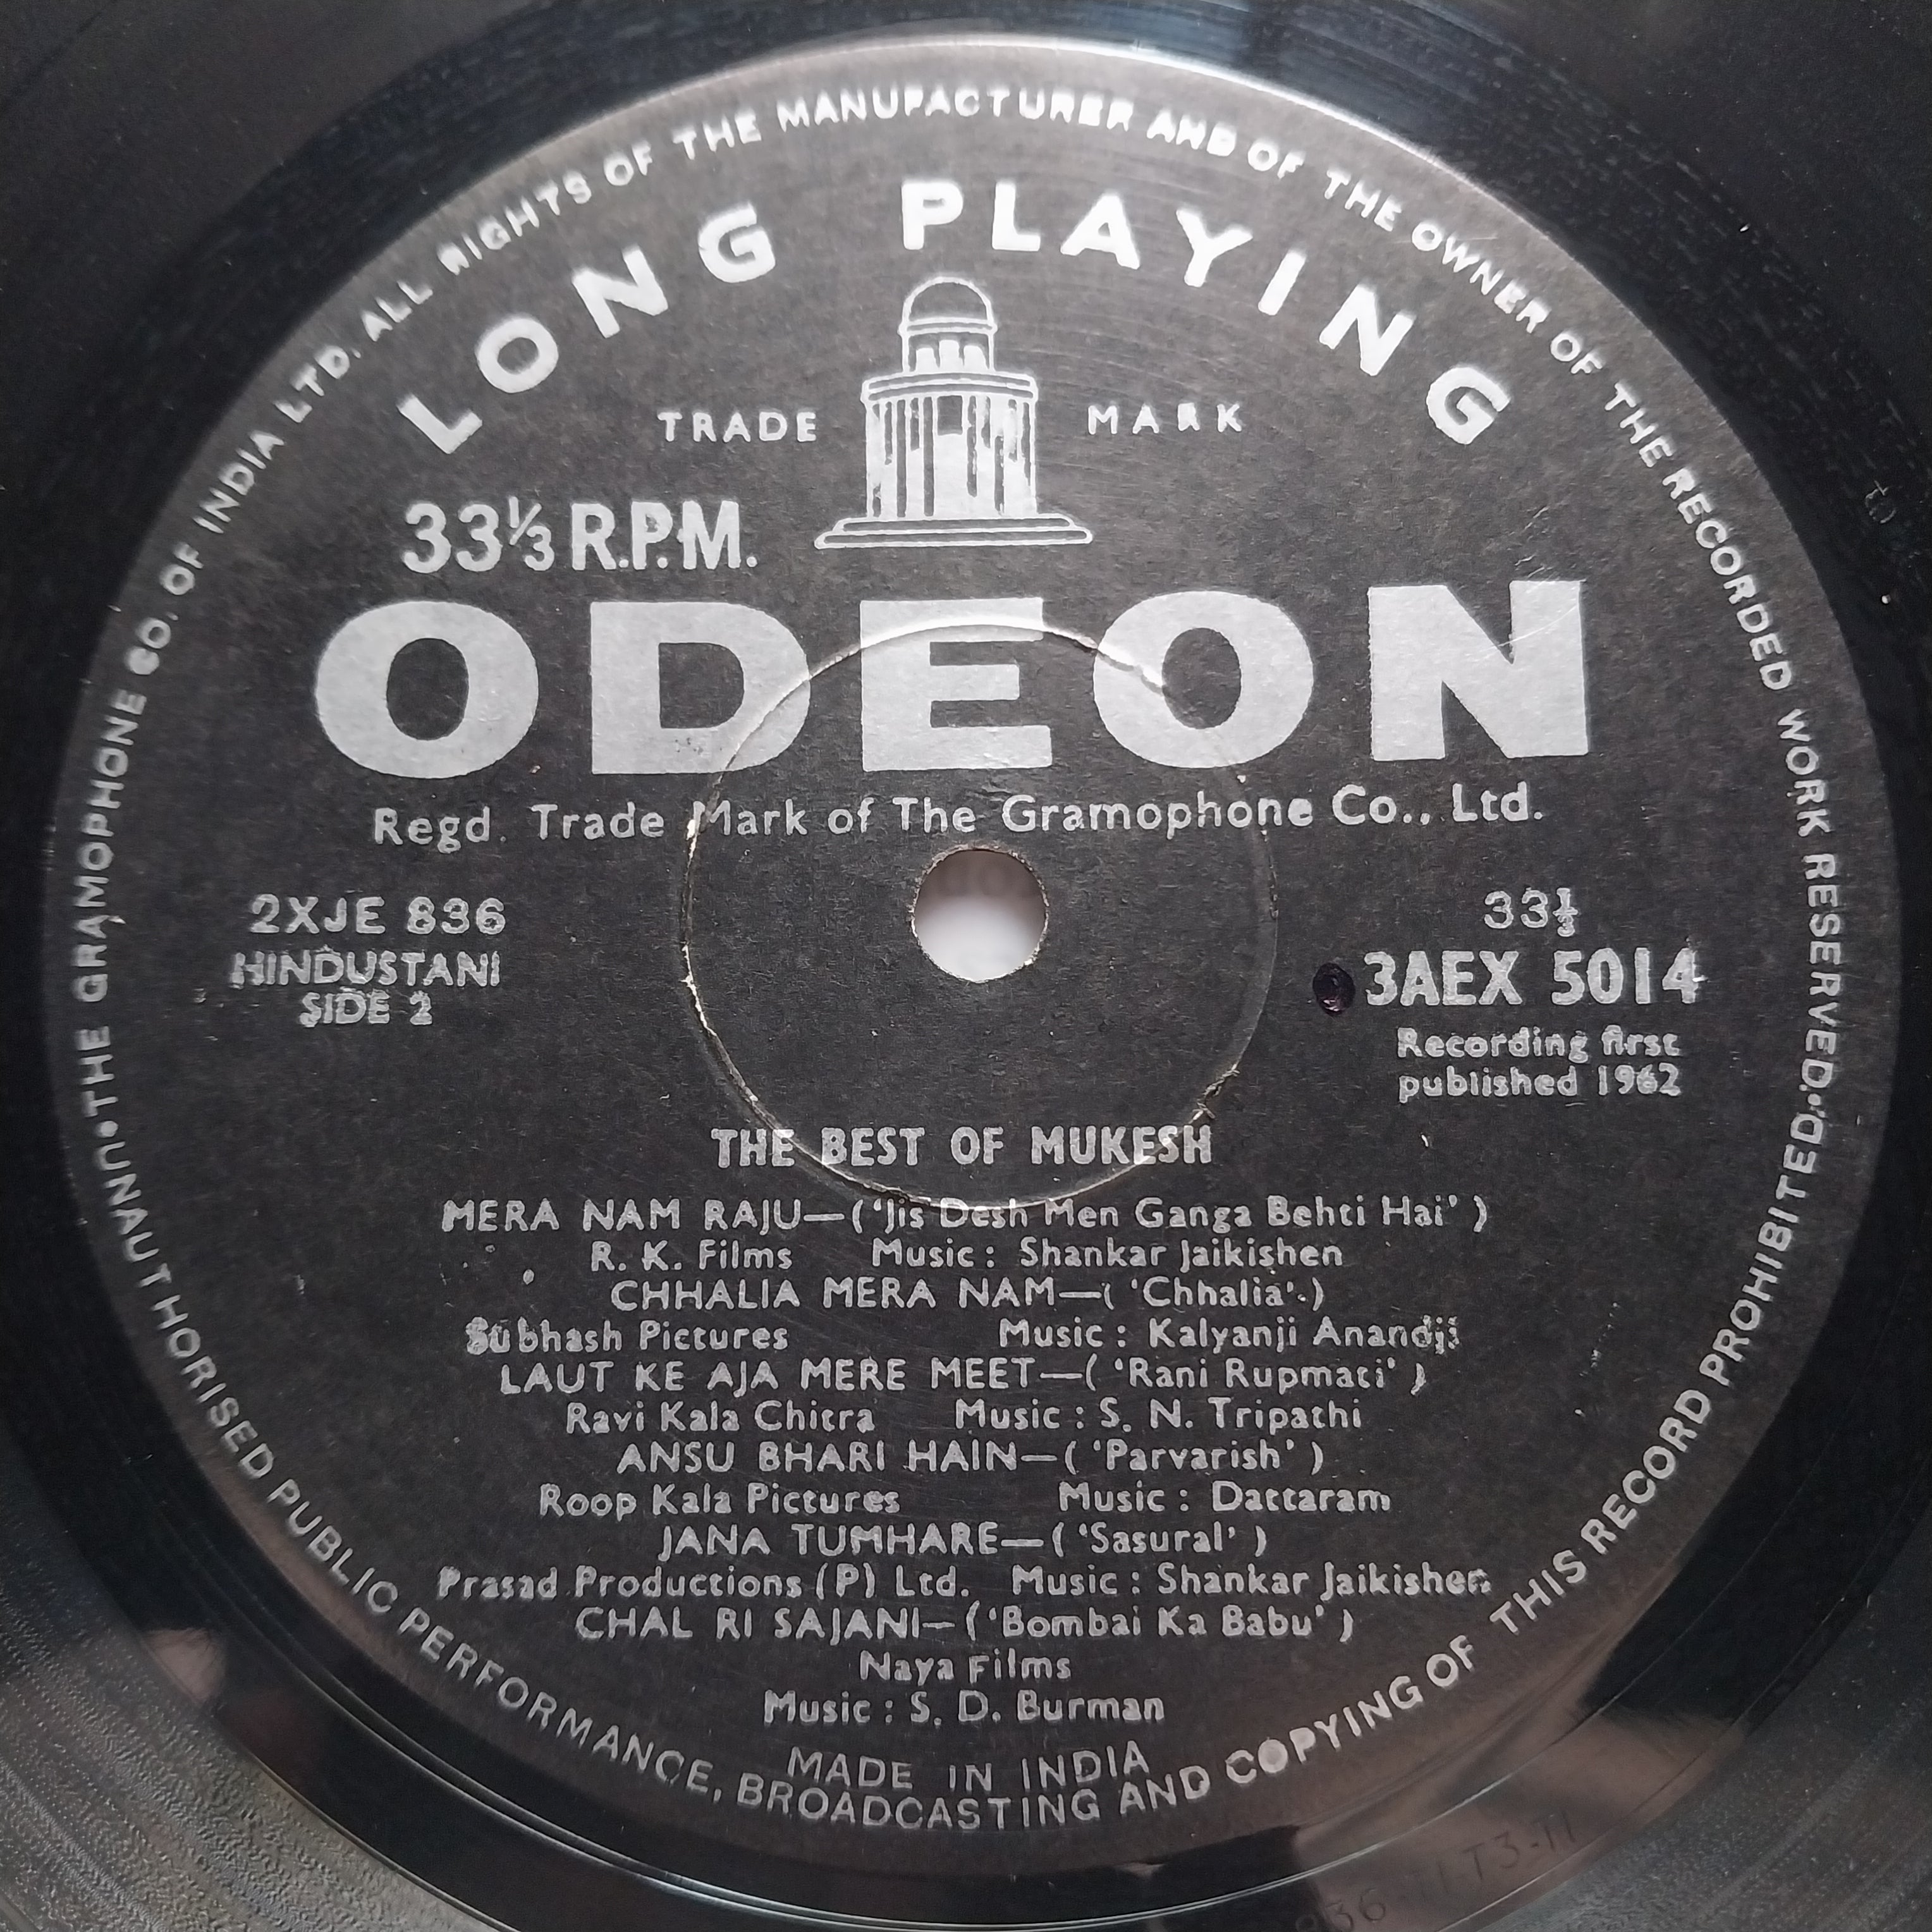 THE GRAMOPHONE CO. OF INDIA LTD. ALL RIGHTS OF THE MANUFACTURER AND OF THE OWNER OF THE RECORDED WORK RESERVED.
LONG PLAYING
TRADE MARK
33⅓ R.P.M.
ODEON
Regd. Trade Mark of The Gramophone Co., Ltd.
2XJE 836
HINDUSTANI
SIDE 2
33⅓
3AEX 5014
Recording first
published 1962
THE BEST OF MUKESH
MERA NAM RAJU—('Jis Desh Men Ganga Behti Hai')
R. K. Films Music: Shankar Jaikishen
CHHALIA MERA NAM—('Chhalia')
Subhash Pictures Music: Kalyanji Anandji
LAUT KE AJA MERE MEET—('Rani Rupmati')
Ravi Kala Chitra Music: S. N. Tripathi
ANSU BHARI HAIN—('Parvarish')
Roop Kala Pictures Music: Dattaram
JANA TUMHARE—('Sasural')
Prasad Productions (P) Ltd. Music: Shankar Jaikishen
CHAL RI SAJANI—('Bombai Ka Babu')
Naya Films
Music: S. D. Burman
MADE IN INDIA
UNAUTHORISED PUBLIC PERFORMANCE, BROADCASTING AND COPYING OF THIS RECORD PROHIBITED